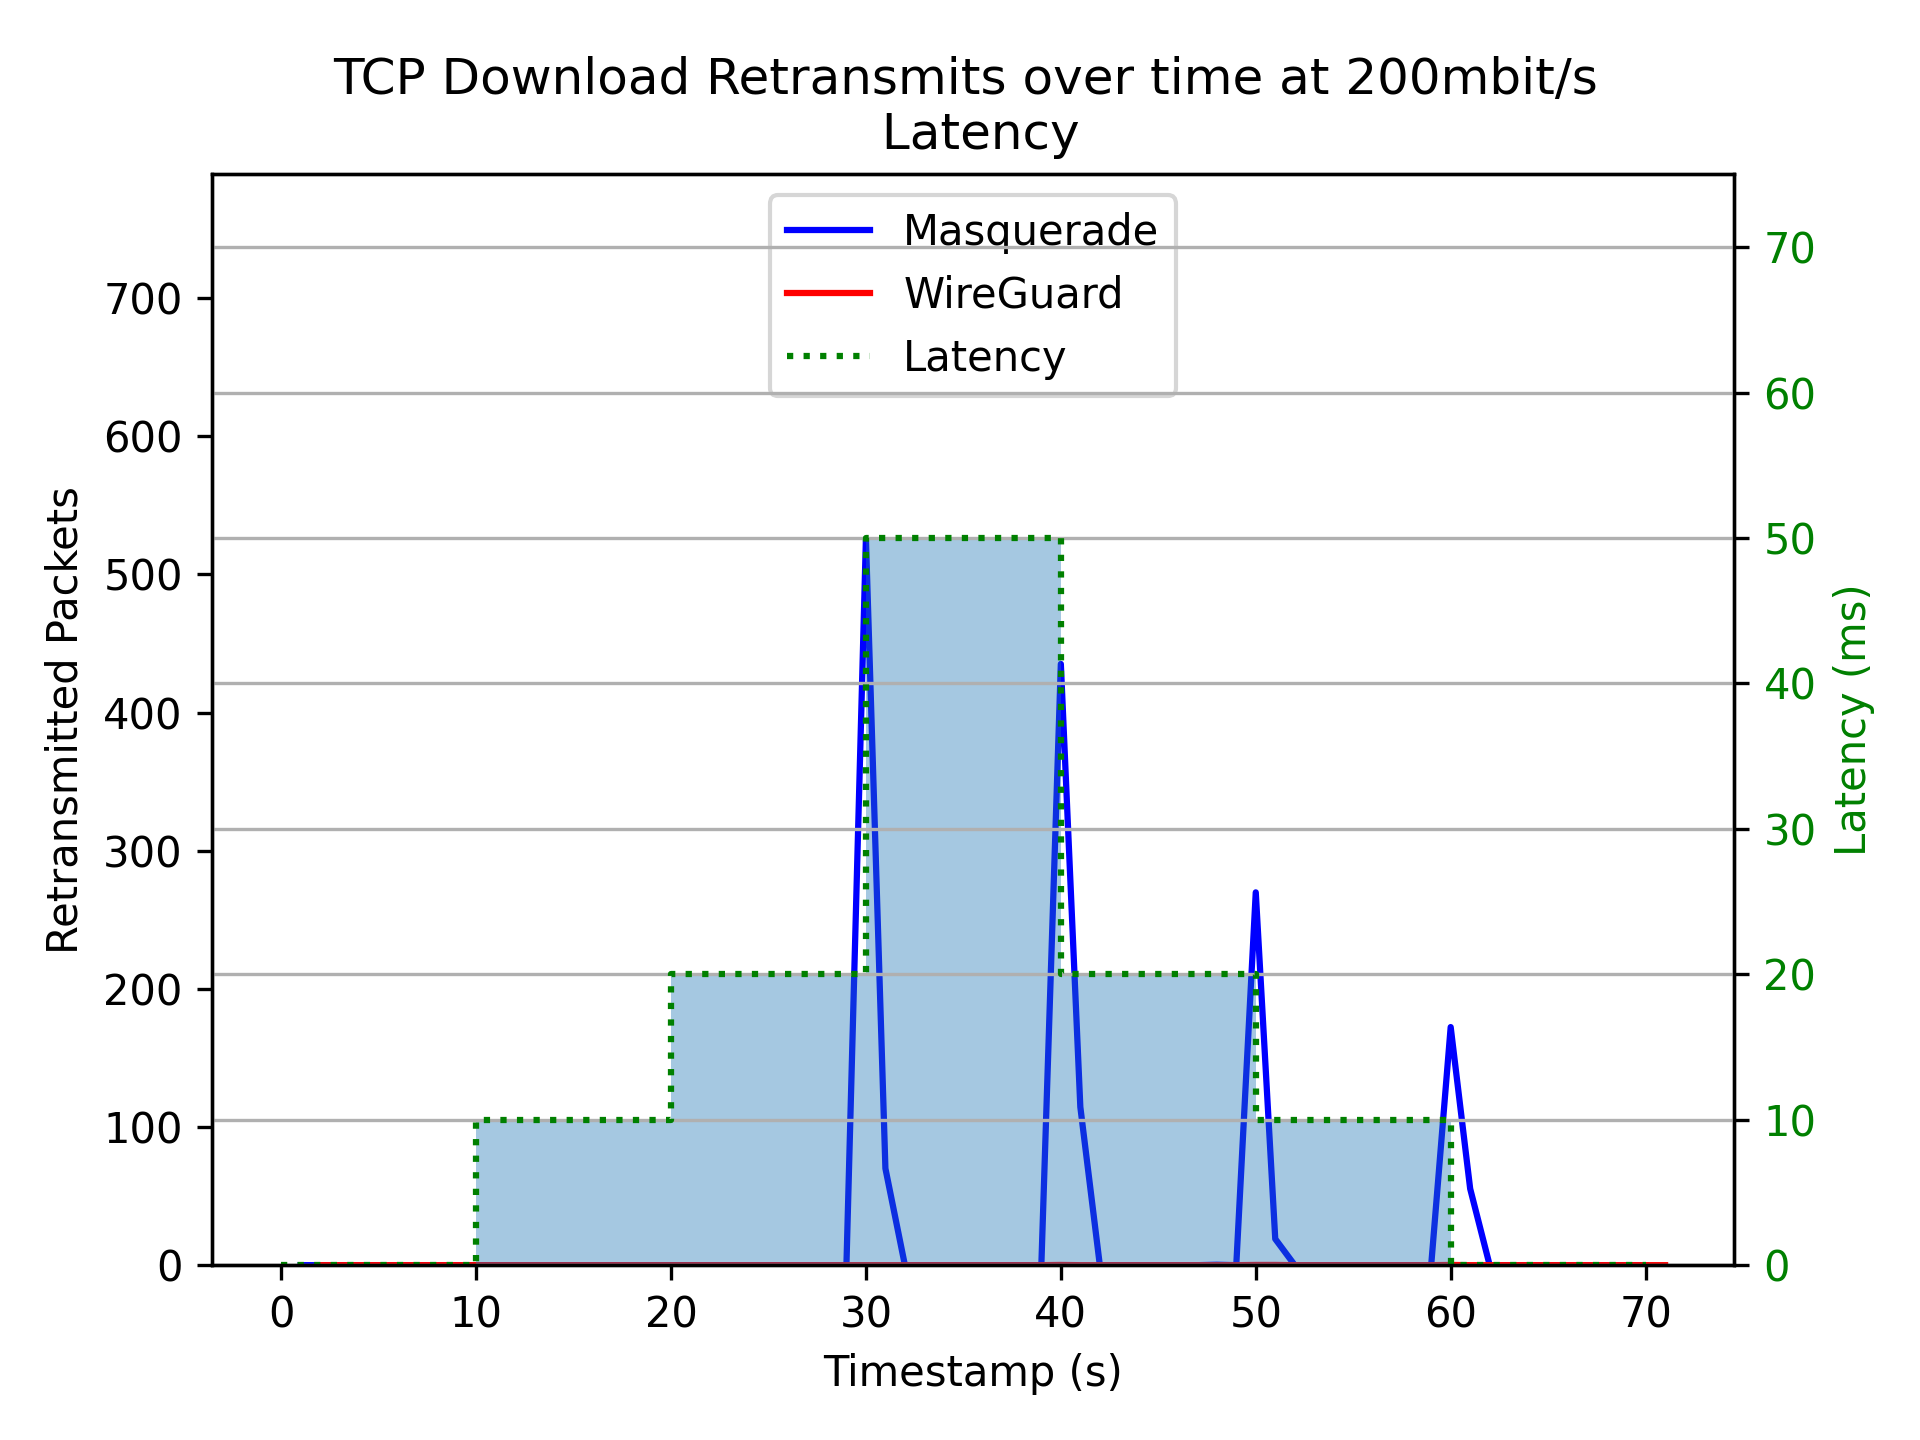 TCP Download Retransmits over time at 200mbit/s
Latency
Masquerade
WireGuard
Latency
Retransmitted Packets
700
600
500
400
300
200
100
0
70
60
50
40
30
20
10
0
Latency (ms)
0 10 20 30 40 50 60 70
Timestamp (s)